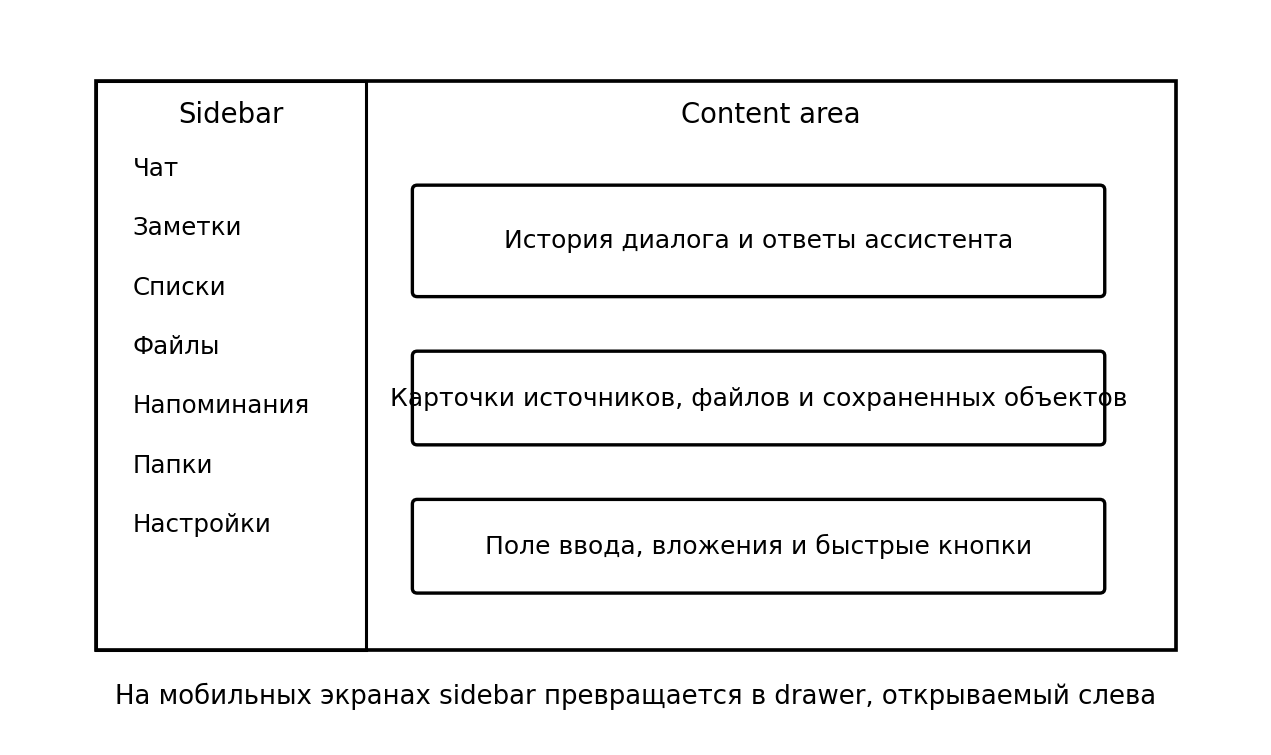 Sidebar
Чат
Заметки
Списки
Файлы
Напоминания
Папки
Настройки
Content area
История диалога и ответы ассистента
Карточки источников, файлов и сохраненных объектов
Поле ввода, вложения и быстрые кнопки
На мобильных экранах sidebar превращается в drawer, открываемый слева